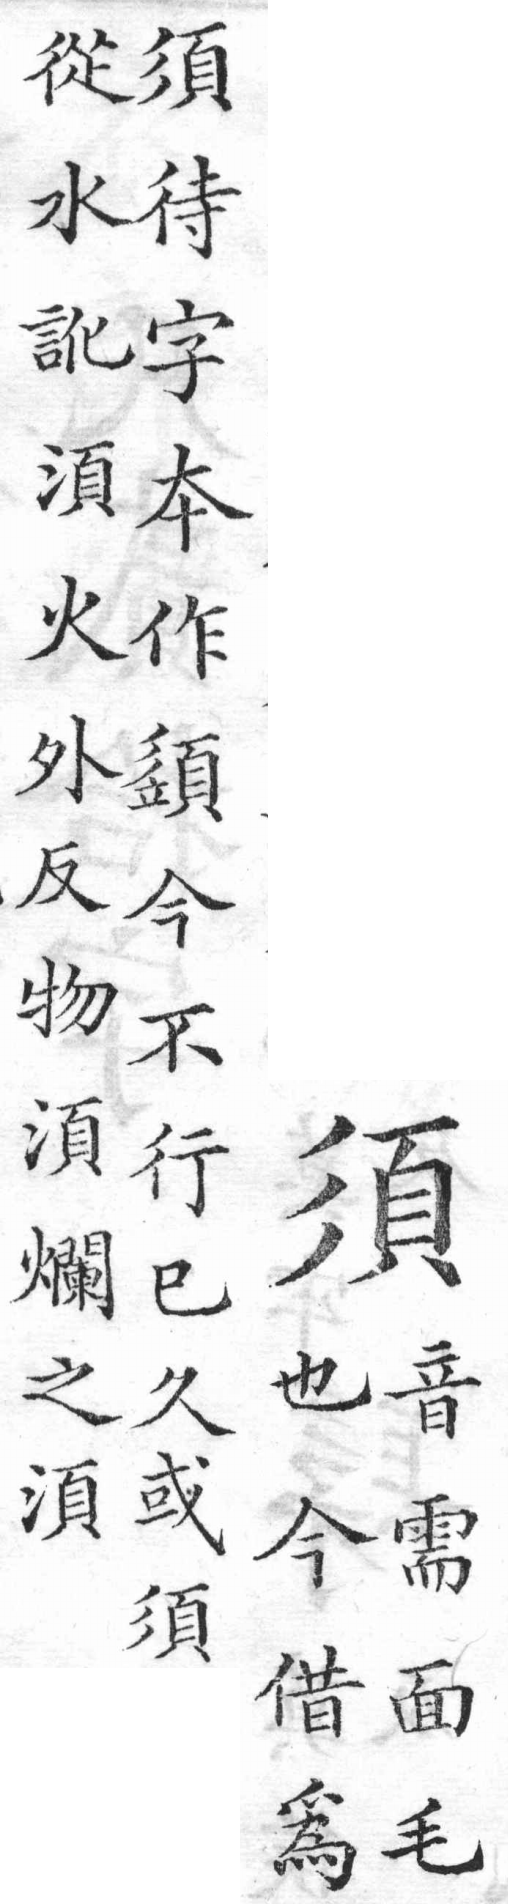 須
音需面毛
也今借爲
須待字本作䇓今不行已久或須
從水訛湏火外反物湏爛之湏